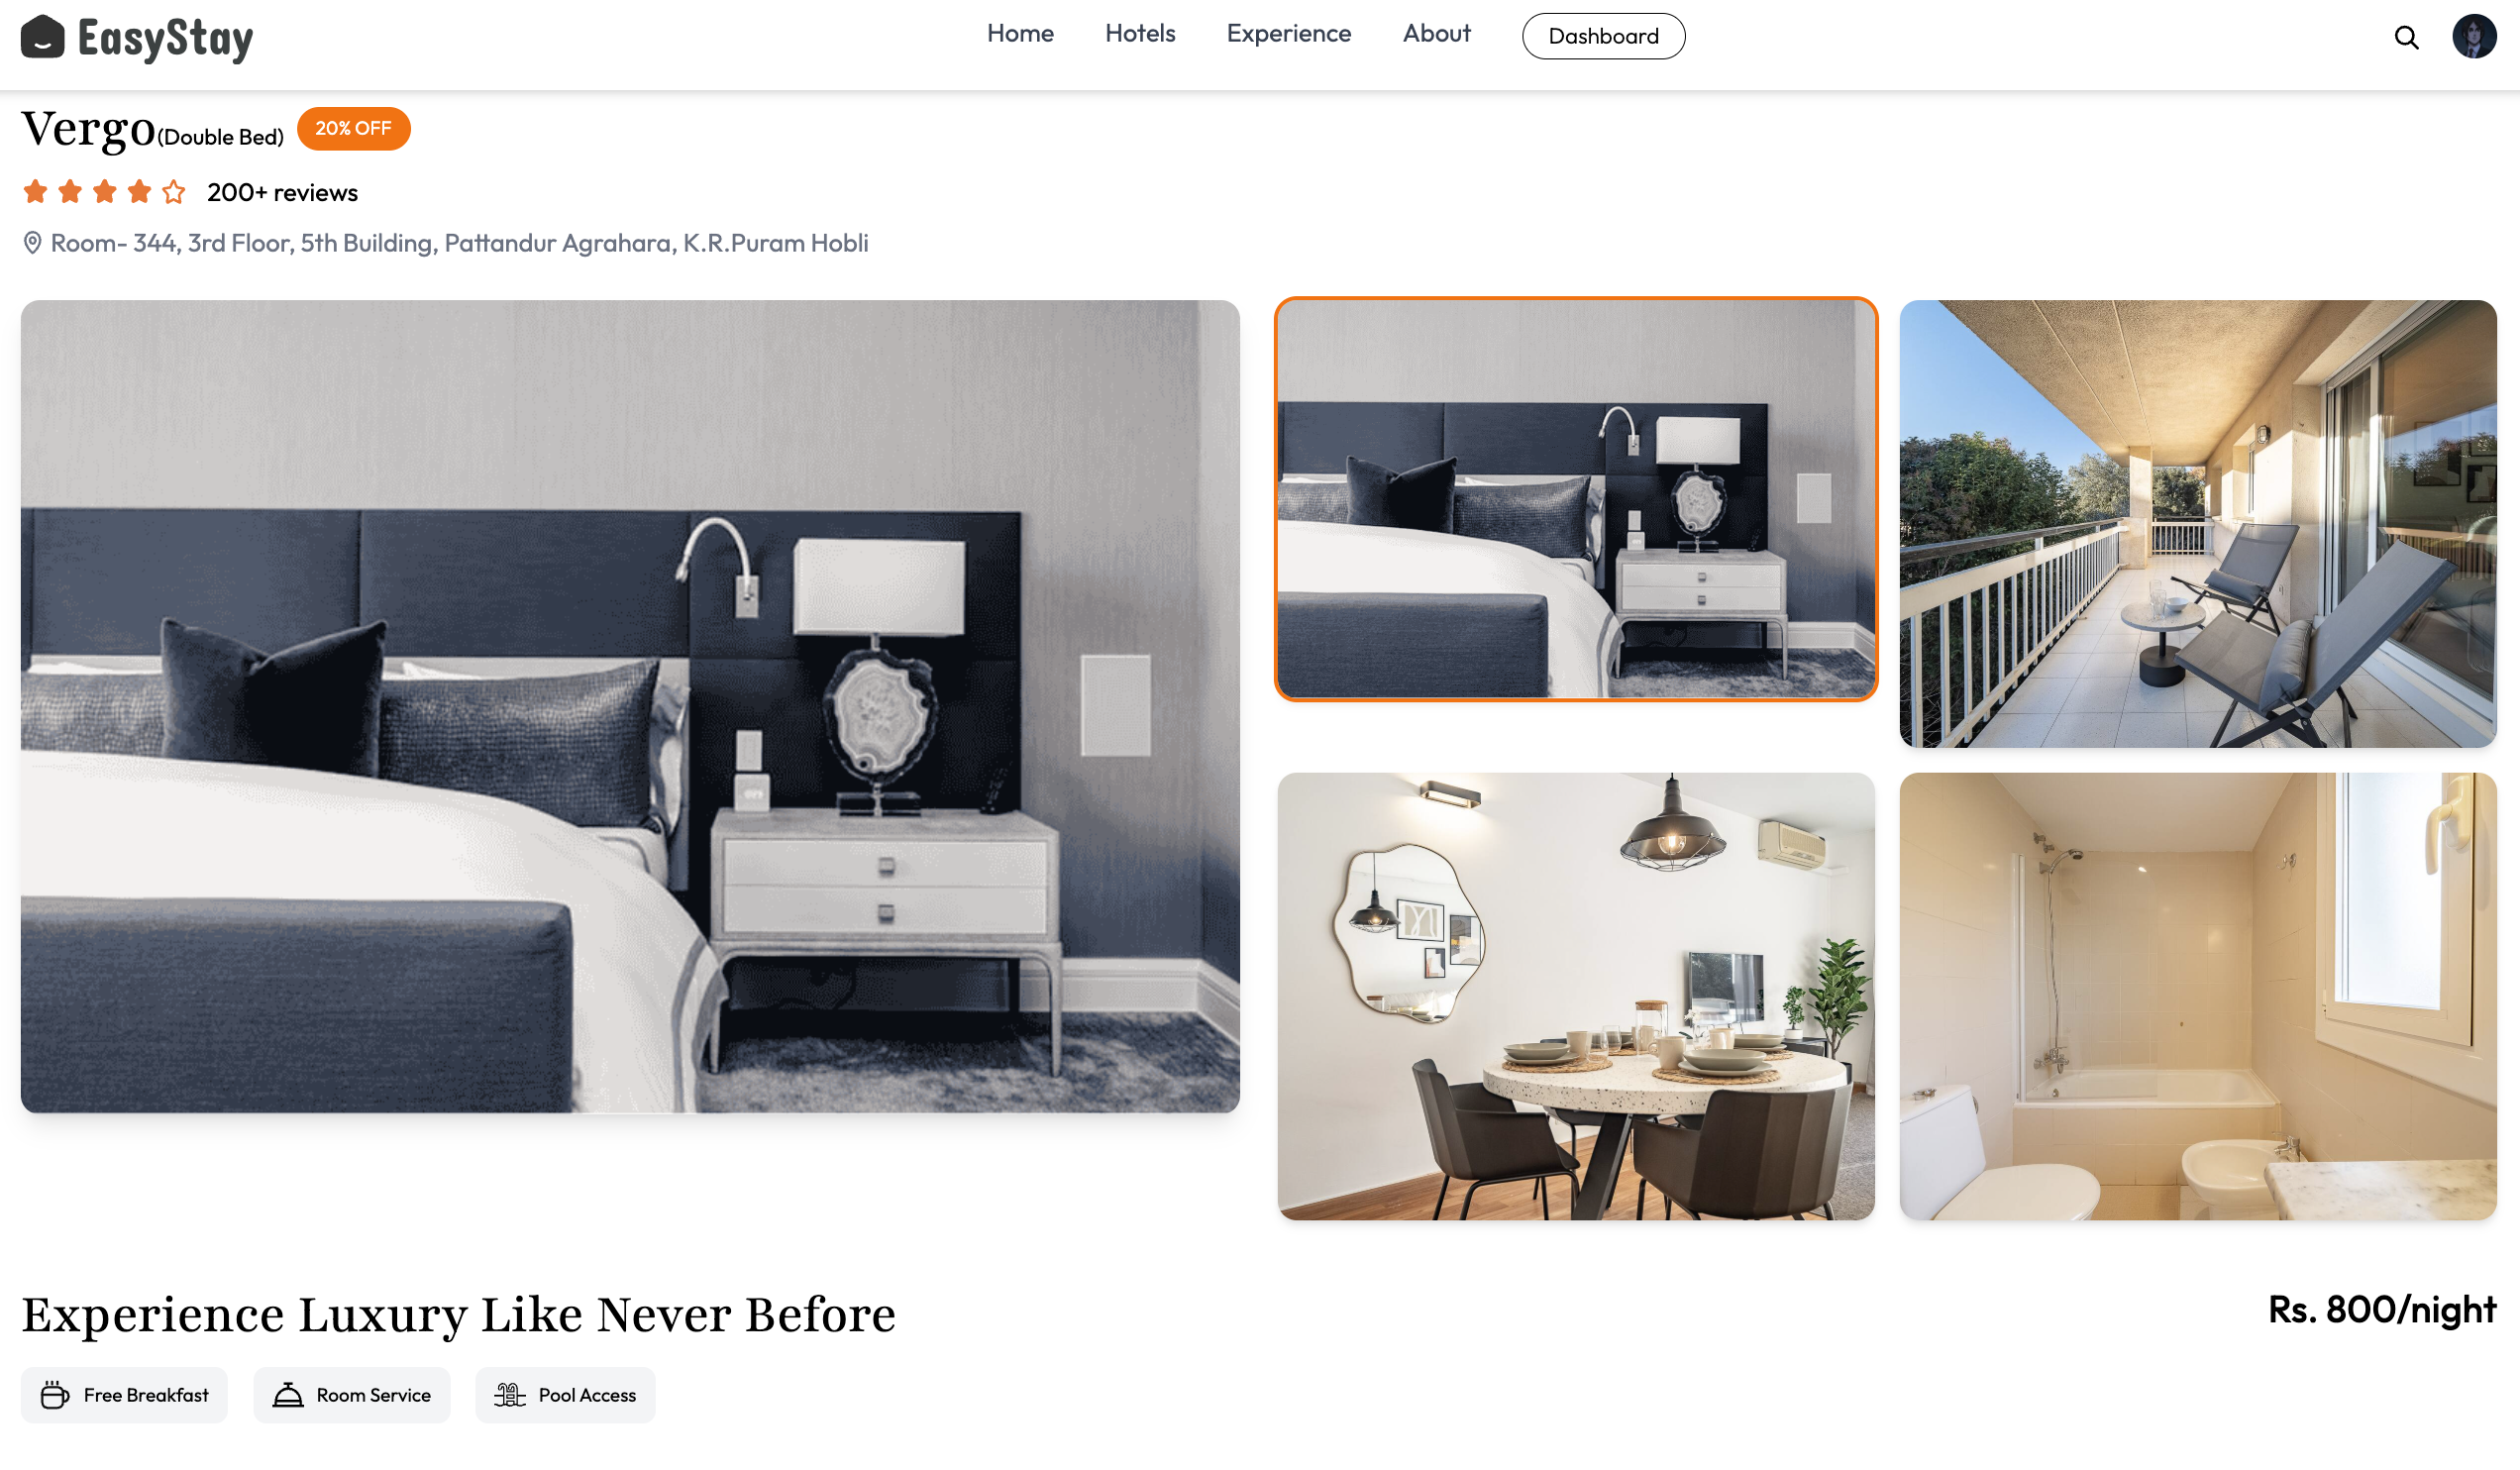 EasyStay
Home Hotels Experience About Dashboard
Vergo(Double Bed) 20% OFF
200+ reviews
Room- 344, 3rd Floor, 5th Building, Pattandur Agrahara, K.R.Puram Hobli
Experience Luxury Like Never Before
Rs. 800/night
Free Breakfast Room Service Pool Access